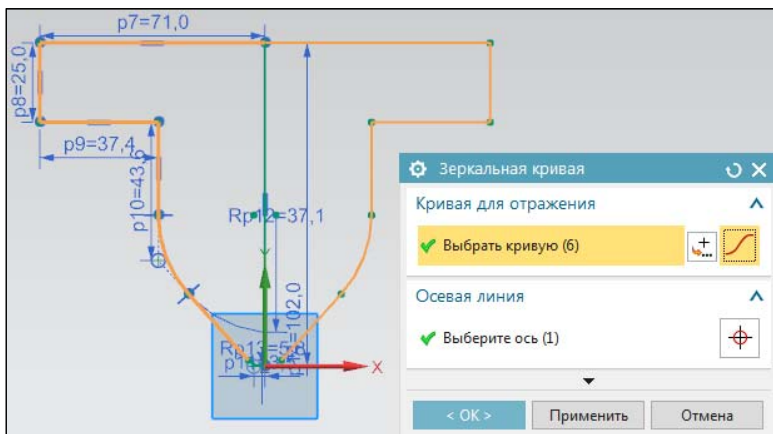 p7=71,0
p8=25,0
p9=37,4
p10=43,5
Rp12=37,1
=102,0
X
Зеркальная кривая
Кривая для отражения
Выбрать кривую (6)
Осевая линия
Выберите ось (1)
< OK >
Применить
Отмена